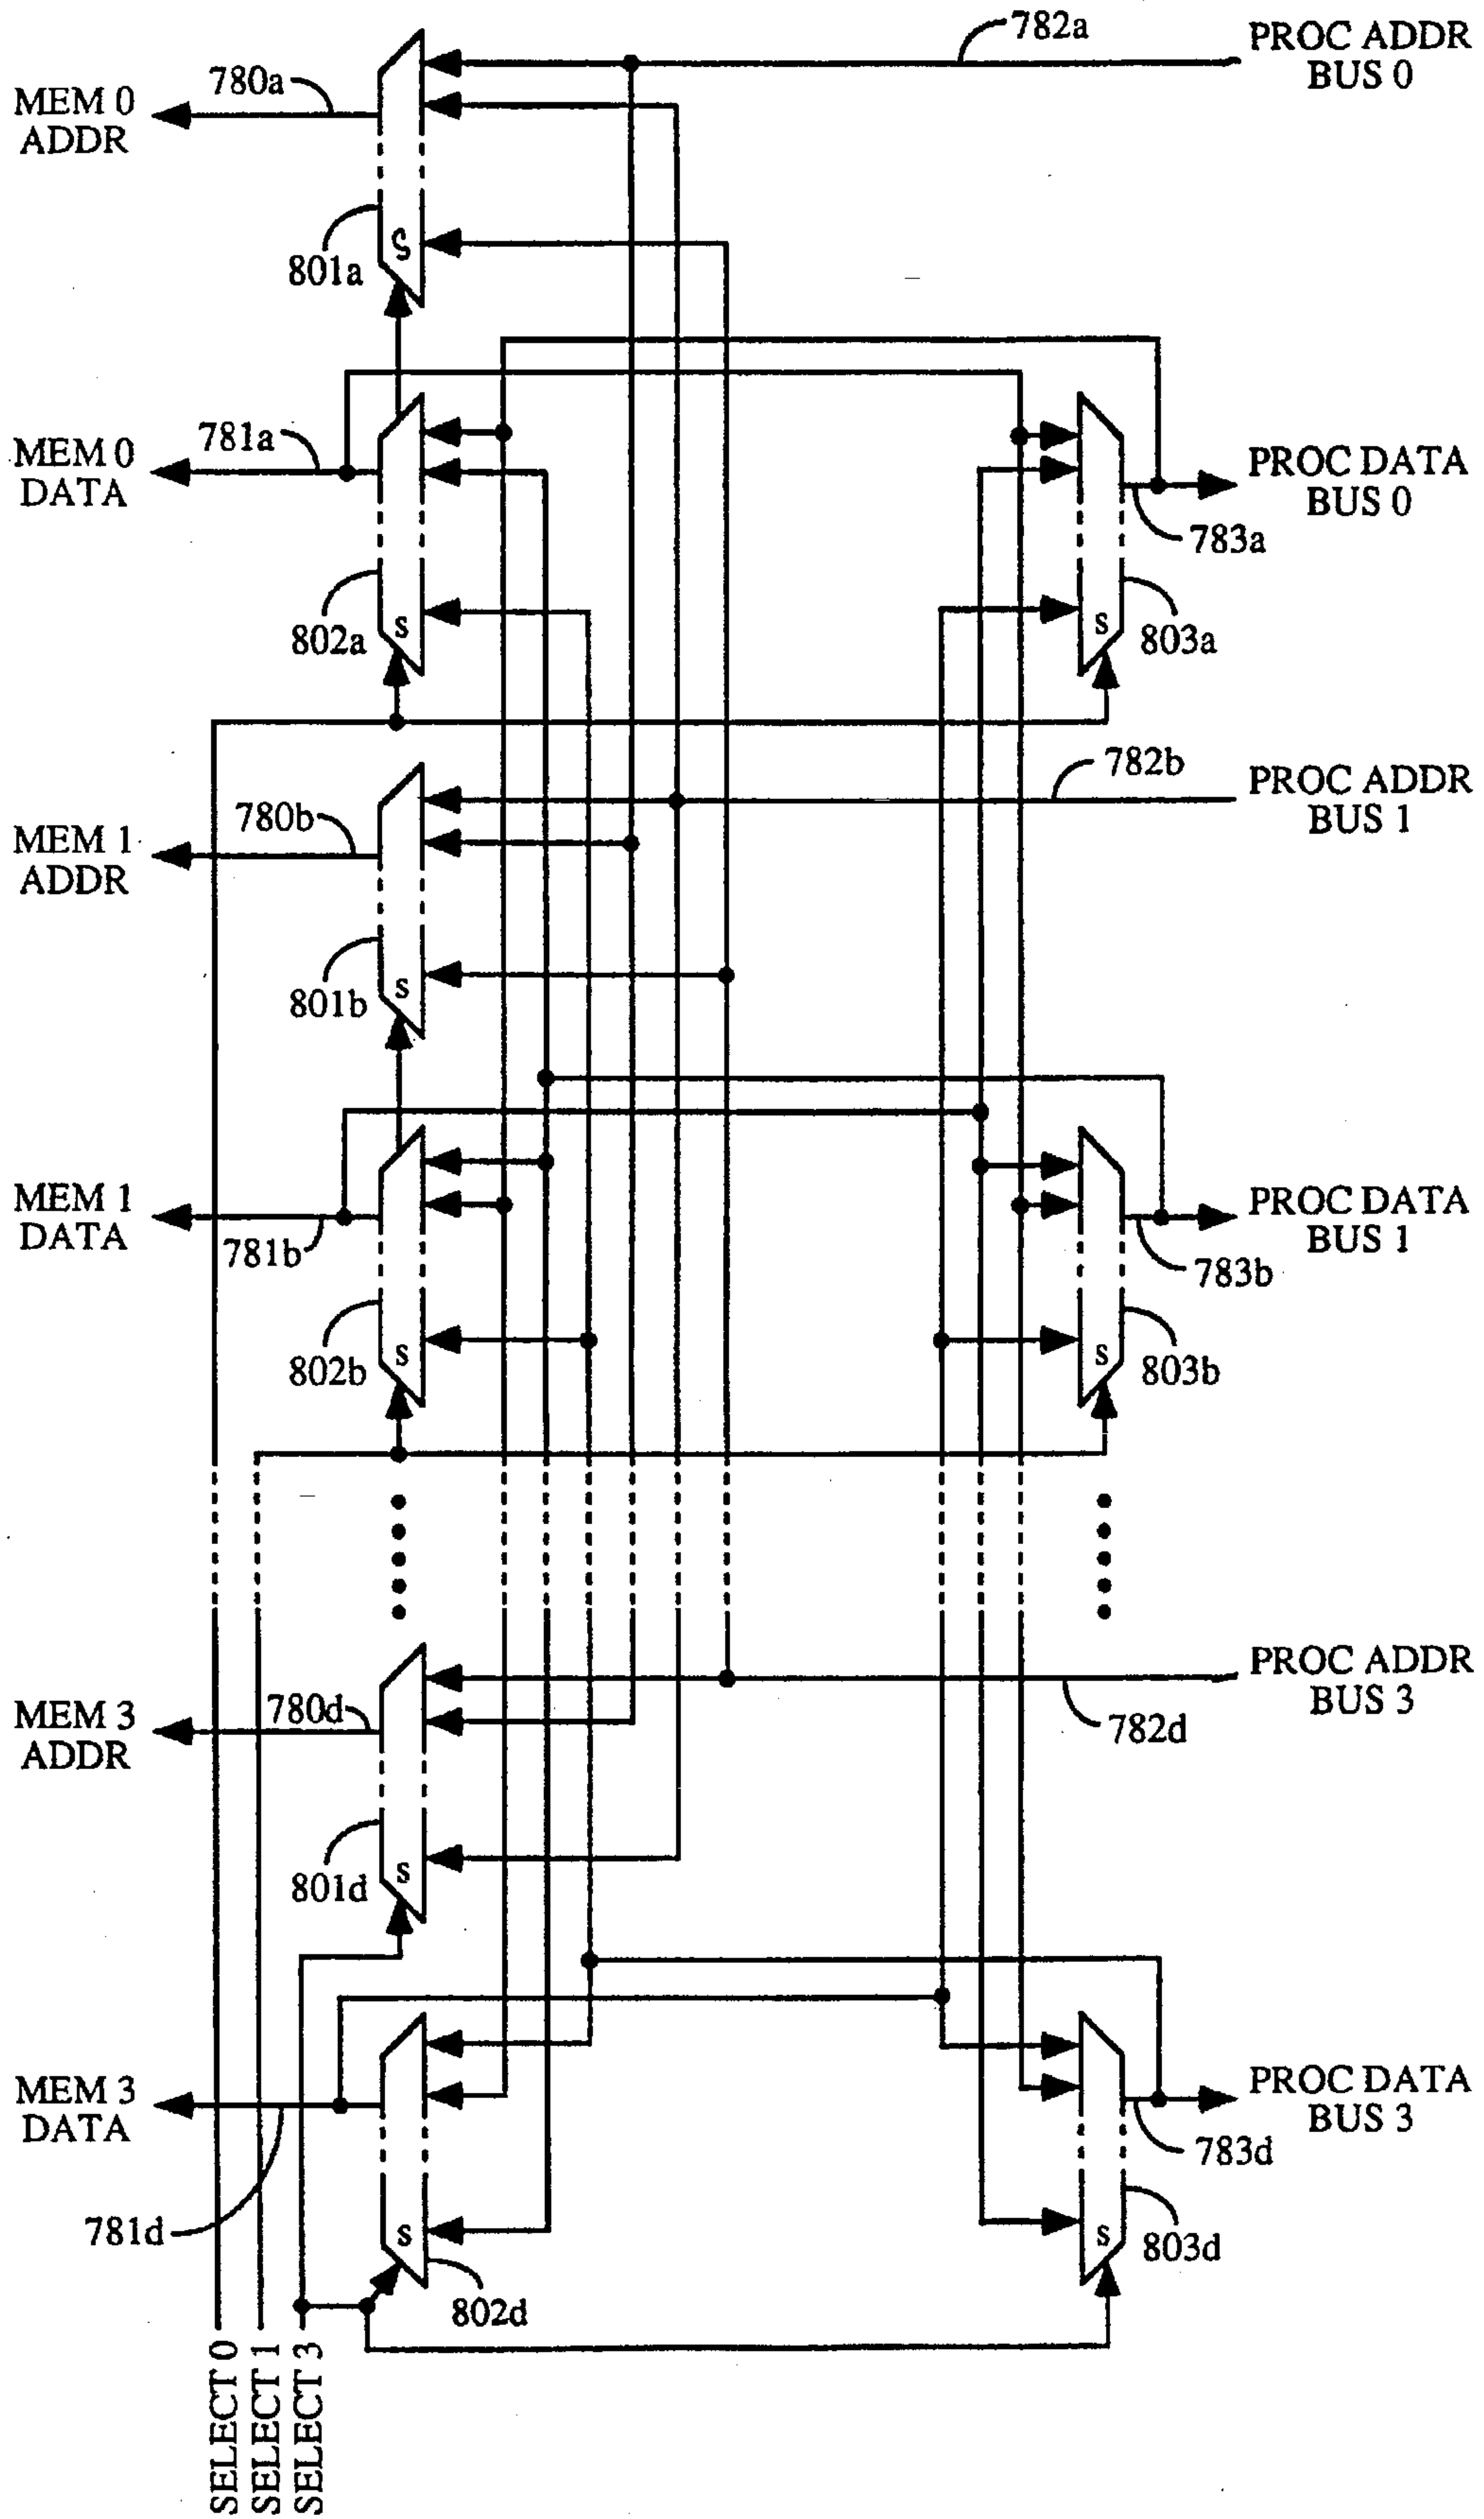 782a
PROC ADDR
BUS 0
780a
MEM 0
ADDR
S
801a
781a
MEM 0
DATA
PROC DATA
BUS 0
783a
802a
S
S
803a
782b
PROC ADDR
BUS 1
780b
MEM 1
ADDR
801b
S
MEM 1
DATA
781b
PROC DATA
BUS 1
783b
802b
S
S
803b
PROC ADDR
BUS 3
780d
MEM 3
ADDR
782d
801d
S
MEM 3
DATA
PROC DATA
BUS 3
783d
781d
S
S
803d
802d
SELECT 0
SELECT 1
SELECT 3